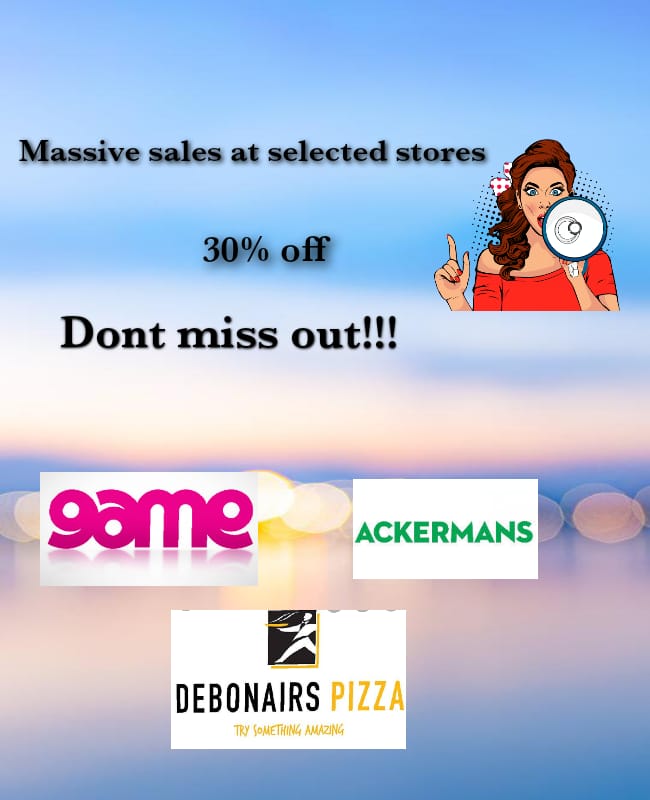 Massive sales at selected stores
30% off
Dont miss out!!!
game
ACKERMANS
DEBONAIRS PIZZA
TRY SOMETHING AMAZING